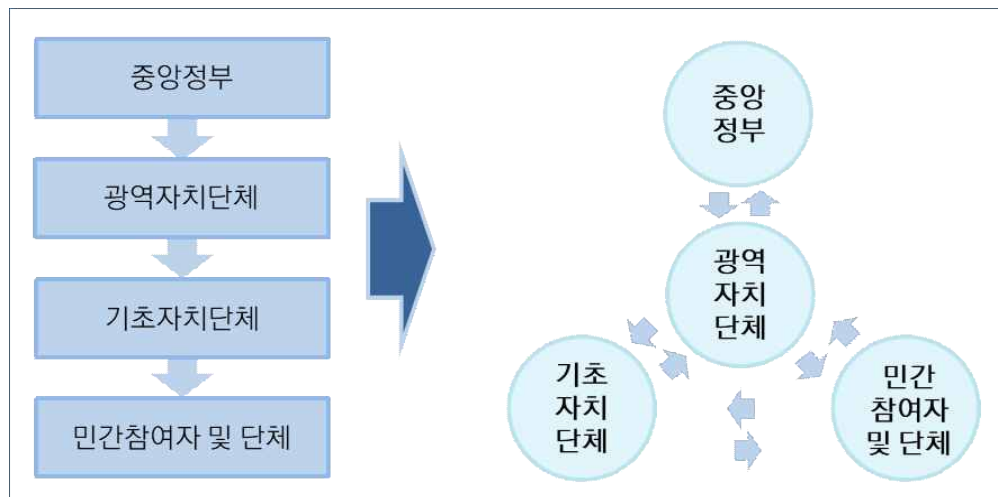 중앙정부
광역자치단체
기초자치단체
민간참여자 및 단체
중앙
정부
광역
자치
단체
기초
자치
단체
민간
참여자
및 단체